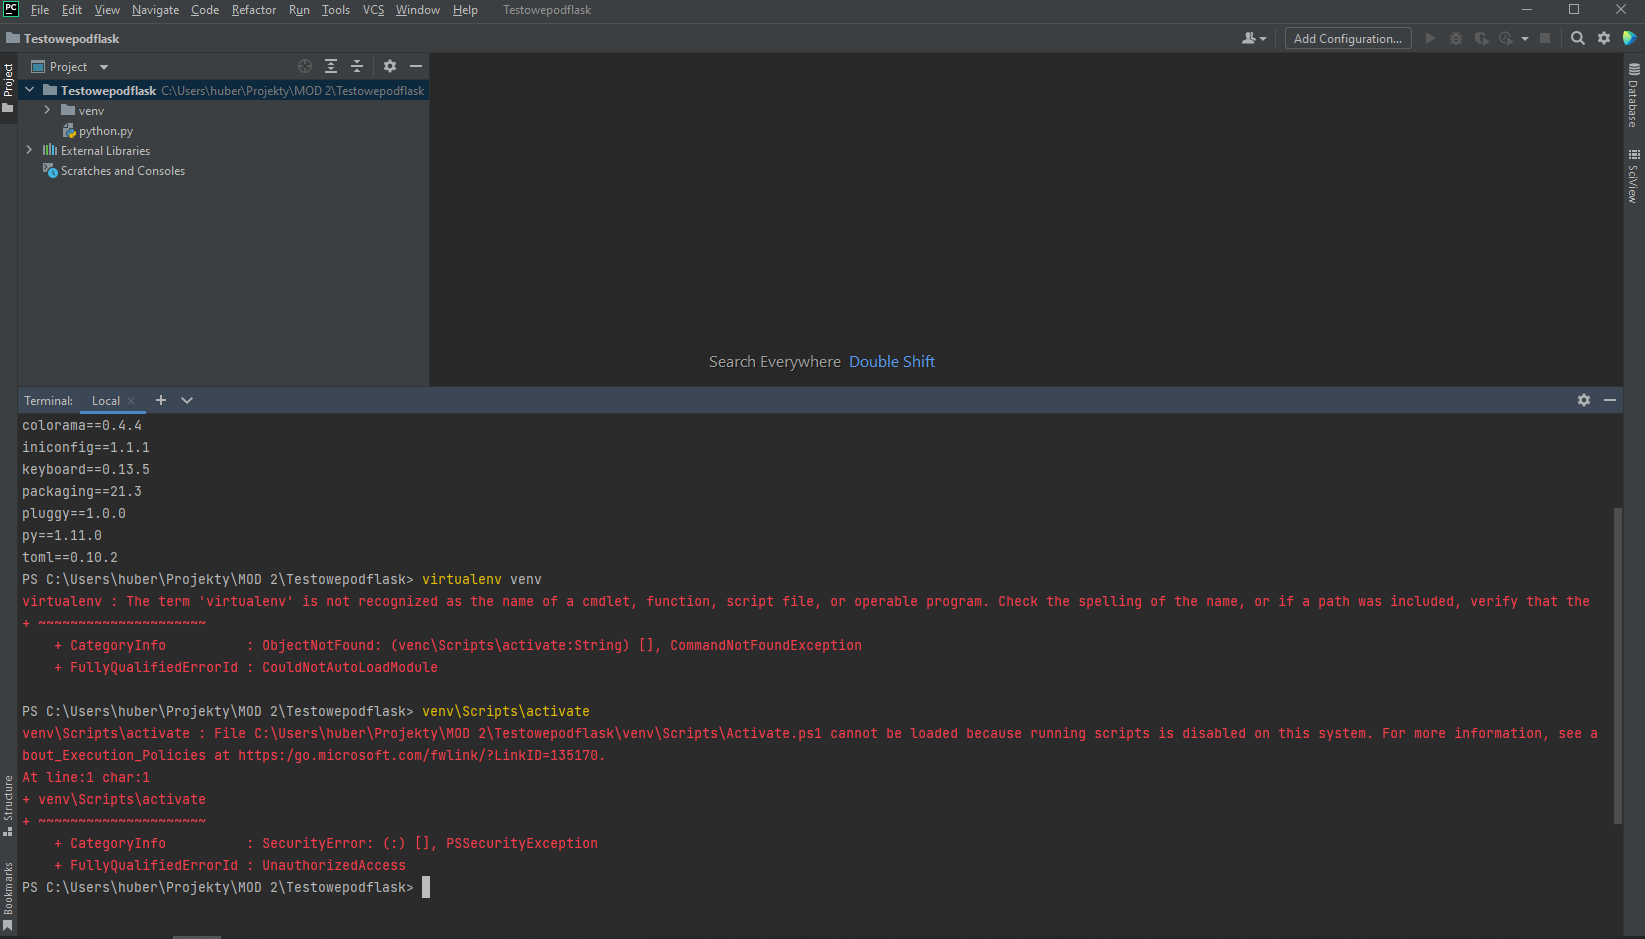 PC File Edit View Navigate Code Refactor Run Tools VCS Window Help Testowepodflask
Testowepodflask
Add Configuration...
Project
Project
Testowepodflask C:\Users\huber\Projekty\MOD 2\Testowepodflask
venv
python.py
External Libraries
Scratches and Consoles
Database
SciView
Search Everywhere Double Shift
Terminal: Local
colorama==0.4.4
iniconfig==1.1.1
keyboard==0.13.5
packaging==21.3
pluggy==1.0.0
py==1.11.0
toml==0.10.2
PS C:\Users\huber\Projekty\MOD 2\Testowepodflask> virtualenv venv
virtualenv : The term 'virtualenv' is not recognized as the name of a cmdlet, function, script file, or operable program. Check the spelling of the name, or if a path was included, verify that the
+ ~~~~~~~~~~~~~~~~~~~~~
+ CategoryInfo : ObjectNotFound: (venc\Scripts\activate:String) [], CommandNotFoundException
+ FullyQualifiedErrorId : CouldNotAutoLoadModule
PS C:\Users\huber\Projekty\MOD 2\Testowepodflask> venv\Scripts\activate
venv\Scripts\activate : File C:\Users\huber\Projekty\MOD 2\Testowepodflask\venv\Scripts\Activate.ps1 cannot be loaded because running scripts is disabled on this system. For more information, see a
bout_Execution_Policies at https:/go.microsoft.com/fwlink/?LinkID=135170.
At line:1 char:1
+ venv\Scripts\activate
+ ~~~~~~~~~~~~~~~~~~~~~
+ CategoryInfo : SecurityError: (:) [], PSSecurityException
+ FullyQualifiedErrorId : UnauthorizedAccess
PS C:\Users\huber\Projekty\MOD 2\Testowepodflask>
Structure
Bookmarks